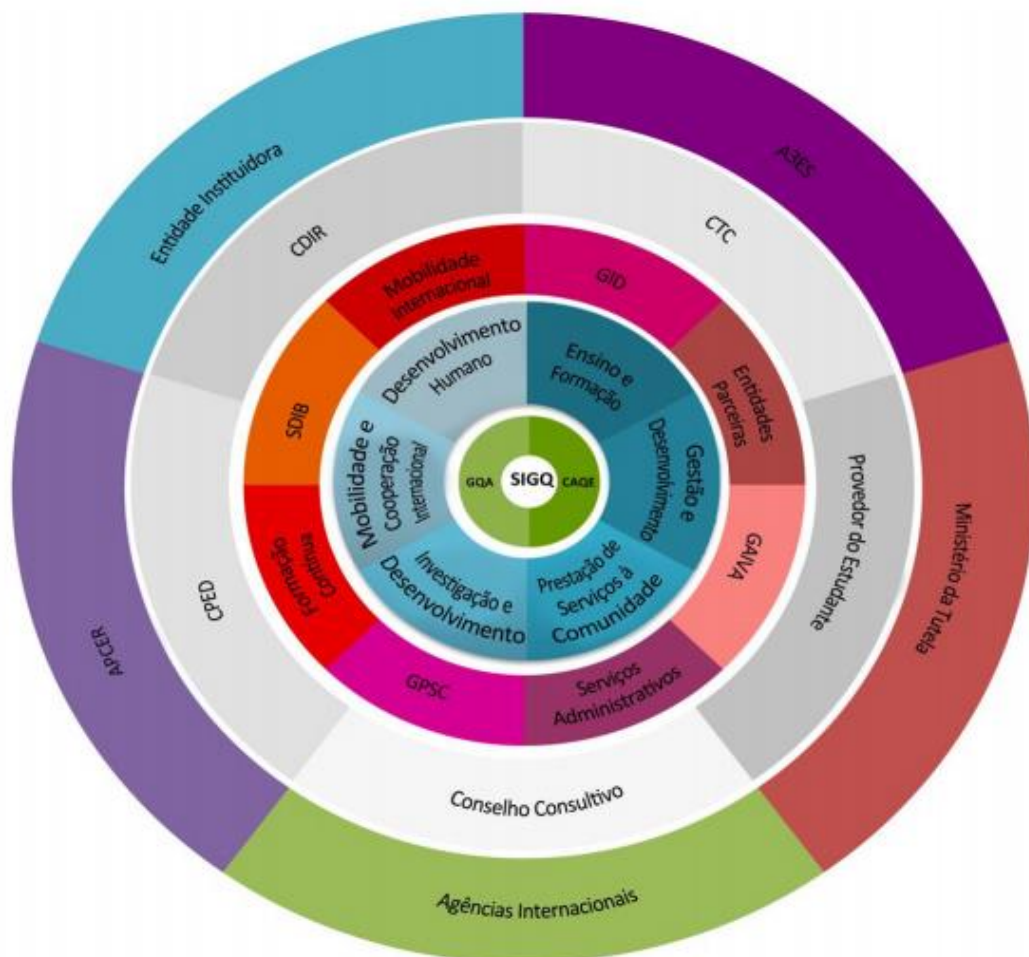 Entidade Instituidora
A3ES
Ministério da Tutela
Agências Internacionais
APCER
CDIR
CTC
Provedor do Estudante
Conselho Consultivo
CPED
Mobilidade
Internacional
GID
Entidades
Parceiras
GAIVA
Serviços
Administrativos
GPSC
Formação
Contínua
SDIB
Desenvolvimento
Humano
Ensino e
Formação
Gestão e
Desenvolvimento
Prestação de
Serviços à
Comunidade
Investigação e
Desenvolvimento
Mobilidade e
Cooperação
Internacional
GQA
SIGQ
CAQE